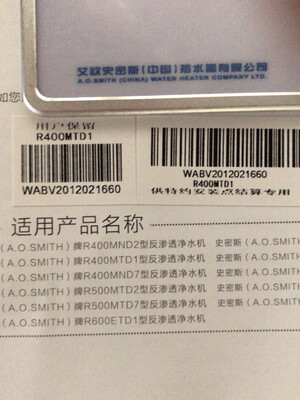 艾欧史密斯(中国)热水器有限公司
A.O.SMITH (CHINA) WATER HEATER COMPANY LTD.
如您
用户保留
R400MTD1
WABV2012021660
WABV2012021660
R400MTD1
供特约安装点结算专用
适用产品名称
(A.O.SMITH)牌R400MND2型反渗透净水机 史密斯(A.O.SMITH)
(A.O.SMITH)牌R400MTD1型反渗透净水机 史密斯(A.O.SMITH)
(A.O.SMITH)牌R400MND7型反渗透净水机 史密斯(A.O.SMITH)
(A.O.SMITH)牌R500MTD2型反渗透净水机 史密斯(A.O.SMITH)
(A.O.SMITH)牌R500MTD7型反渗透净水机 史密斯(A.O.SMITH)
(A.O.SMITH)牌R600ETD1型反渗透净水机